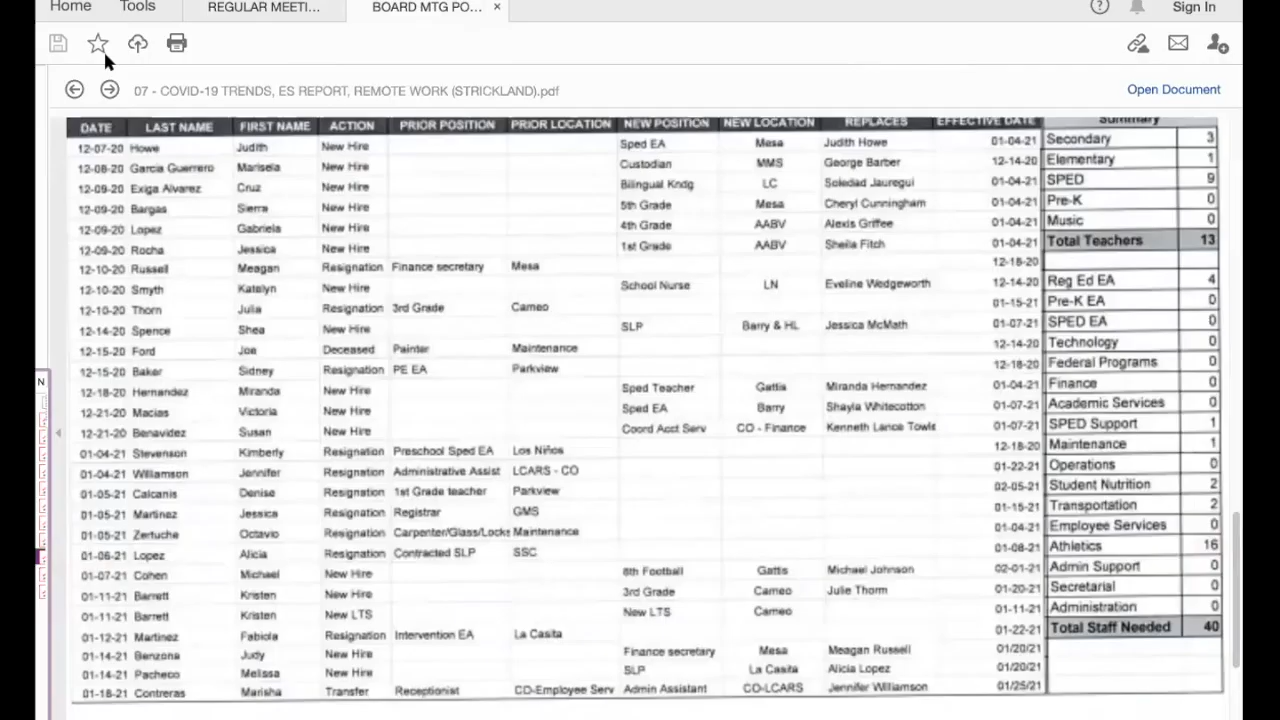 Home Tools REGULAR MEETI... BOARD MTG PO... × ? Sign In
07 - COVID-19 TRENDS, ES REPORT, REMOTE WORK (STRICKLAND).pdf Open Document
DATE LAST NAME FIRST NAME ACTION PRIOR POSITION PRIOR LOCATION NEW POSITION NEW LOCATION REPLACES EFFECTIVE DATE Summary
12-07-20 Howe Judith New Hire Sped EA Mesa Judith Howe 01-04-21 Secondary 3
12-08-20 Garcia Guerrero Marisela New Hire Custodian MMS George Barber 12-14-20 Elementary 1
12-09-20 Exiga Alvarez Cruz New Hire Bilingual Kndg LC Soledad Jauregui 01-04-21 SPED 9
12-09-20 Bargas Sierra New Hire 5th Grade Mesa Cheryl Cunningham 01-04-21 Pre-K 0
12-09-20 Lopez Gabriela New Hire 4th Grade AABV Alexis Griffee 01-04-21 Music 0
12-09-20 Rocha Jessica New Hire 1st Grade AABV Sheila Fitch 01-04-21 Total Teachers 13
12-10-20 Russell Meagan Resignation Finance secretary Mesa 12-18-20
12-10-20 Smyth Katelyn New Hire School Nurse LN Eveline Wedgeworth 12-14-20 Reg Ed EA 4
12-10-20 Thorn Julia Resignation 3rd Grade Cameo 01-15-21 Pre-K EA 0
12-14-20 Spence Shea New Hire SLP Barry & HL Jessica McMath 01-07-21 SPED EA 0
12-15-20 Ford Joe Deceased Painter Maintenance 12-14-20 Technology 0
12-15-20 Baker Sidney Resignation PE EA Parkview 12-18-20 Federal Programs 0
12-18-20 Hernandez Miranda New Hire Sped Teacher Gattis Miranda Hernandez 01-04-21 Finance 0
12-21-20 Macias Victoria New Hire Sped EA Barry Shayla Whitecotton 01-07-21 Academic Services 0
12-21-20 Benavidez Susan New Hire Coord Acct Serv CO - Finance Kenneth Lance Towle 01-07-21 SPED Support 1
01-04-21 Stevenson Kimberly Resignation Preschool Sped EA Los Niños 12-18-20 Maintenance 1
01-04-21 Williamson Jennifer Resignation Administrative Assist LCARS - CO 01-22-21 Operations 0
01-05-21 Calcanis Denise Resignation 1st Grade teacher Parkview 02-05-21 Student Nutrition 2
01-05-21 Martinez Jessica Resignation Registrar GMS 01-15-21 Transportation 2
01-05-21 Zertuche Octavio Resignation Carpenter/Glass/Locks Maintenance 01-04-21 Employee Services 0
01-06-21 Lopez Alicia Resignation Contracted SLP SSC 01-08-21 Athletics 16
01-07-21 Cohen Michael New Hire 8th Football Gattis Michael Johnson 02-01-21 Admin Support 0
01-11-21 Barrett Kristen New Hire 3rd Grade Cameo Julie Thorm 01-20-21 Secretarial 0
01-11-21 Barrett Kristen New LTS New LTS Cameo 01-11-21 Administration 0
01-12-21 Martinez Fabiola Resignation Intervention EA La Casita 01-22-21 Total Staff Needed 40
01-14-21 Benzona Judy New Hire Finance secretary Mesa Meagan Russell 01/20/21
01-14-21 Pacheco Melissa New Hire SLP La Casita Alicia Lopez 01/20/21
01-18-21 Contreras Marisha Transfer Receptionist CO-Employee Serv Admin Assistant CO-LCARS Jennifer Williamson 01/25/21
N